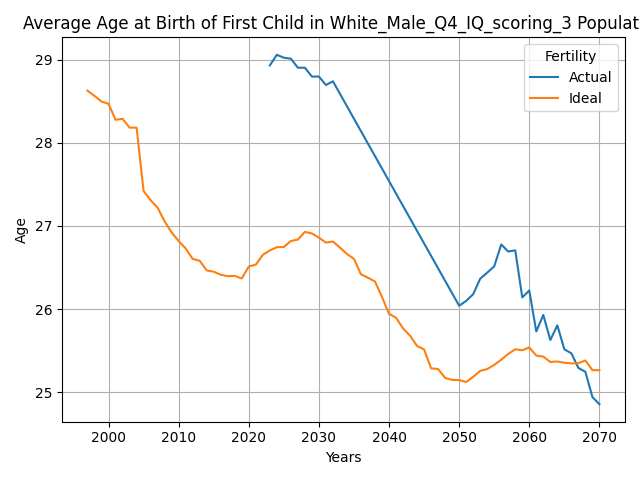 Average Age at Birth of First Child in White_Male_Q4_IQ_scoring_3 Populat
Fertility
Actual
Ideal
29
28
27
26
25
Age
2000 2010 2020 2030 2040 2050 2060 2070
Years